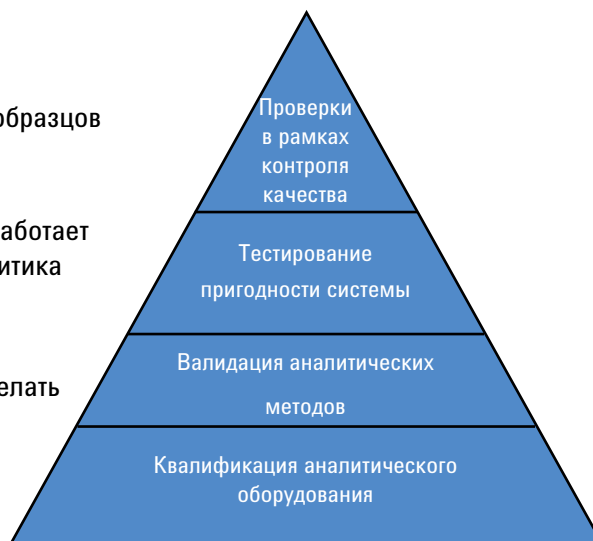 образцов
Проверки
в рамках
контроля
качества
аботает
итика
Тестирование
пригодности системы
елать
Валидация аналитических
методов
Квалификация аналитического
оборудования